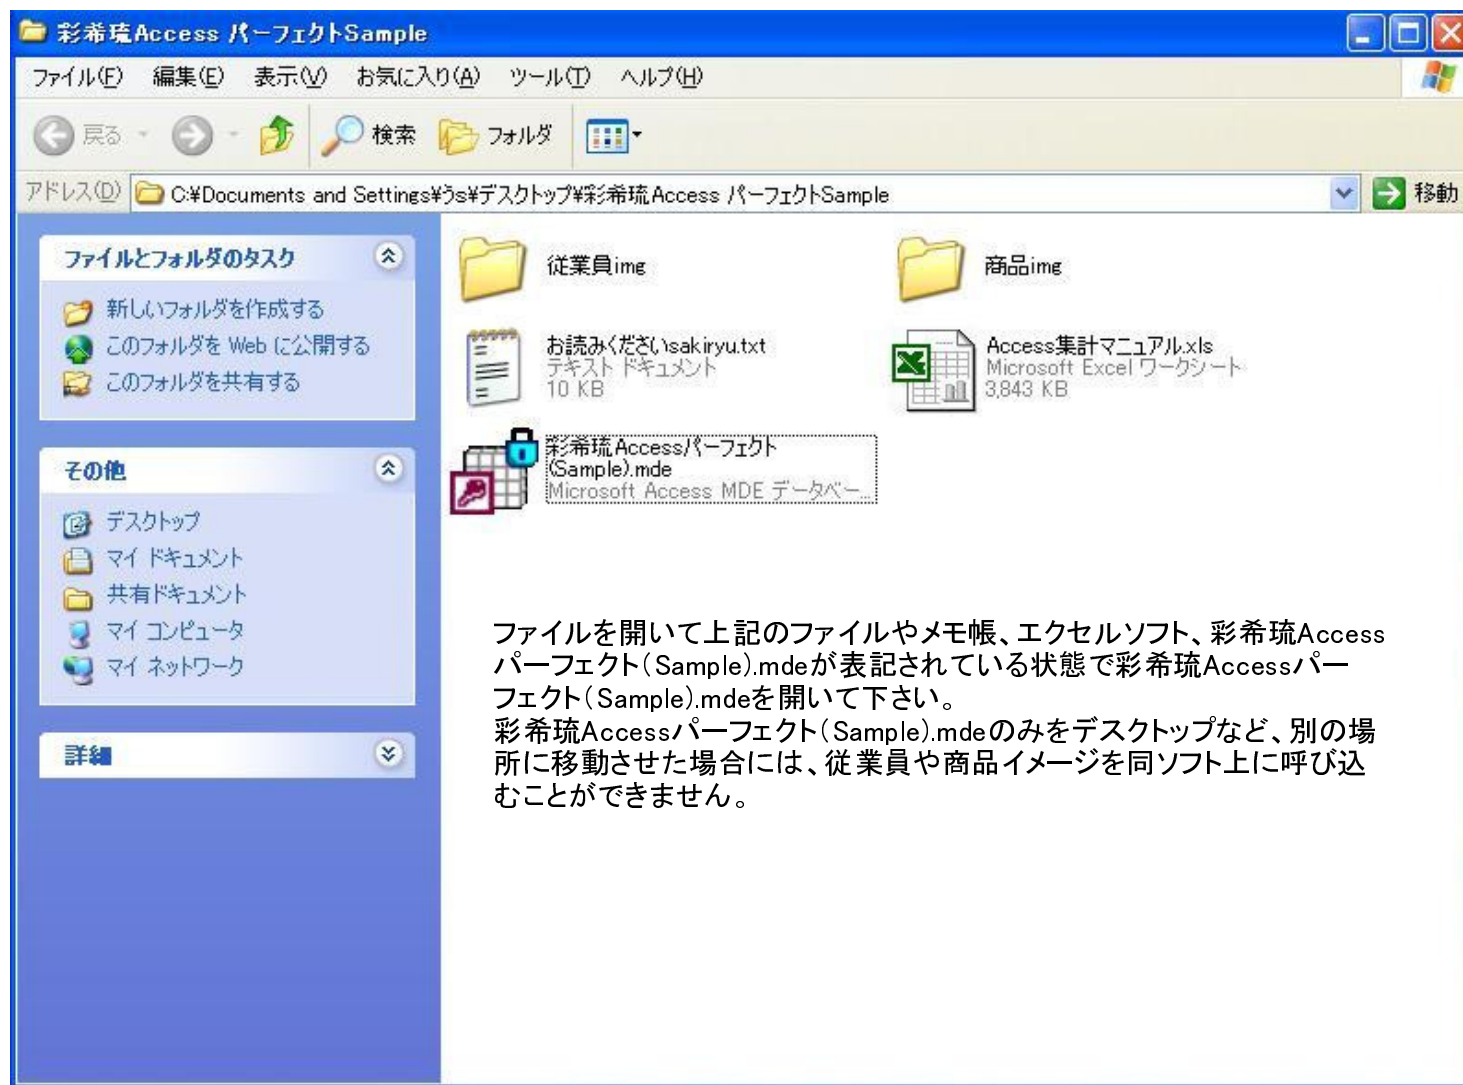 彩希琉Access パーフェクトSample
ファイル(F) 編集(E) 表示(V) お気に入り(A) ツール(T) ヘルプ(H)
戻る 検索 フォルダ
アドレス(D) C:¥Documents and Settings¥うs¥デスクトップ¥彩希琉Access パーフェクトSample 移動
ファイルとフォルダのタスク
新しいフォルダを作成する
このフォルダを Web に公開する
このフォルダを共有する
その他
デスクトップ
マイ ドキュメント
共有ドキュメント
マイ コンピュータ
マイ ネットワーク
詳細
従業員img
商品img
お読みくださいsakiryu.txt
テキスト ドキュメント
10 KB
Access集計マニュアル.xls
Microsoft Excel ワークシート
3,843 KB
彩希琉Accessパーフェクト
(Sample).mde
Microsoft Access MDE データベー...
ファイルを開いて上記のファイルやメモ帳、エクセルソフト、彩希琉Access
パーフェクト(Sample).mdeが表記されている状態で彩希琉Accessパー
フェクト(Sample).mdeを開いて下さい。
彩希琉Accessパーフェクト(Sample).mdeのみをデスクトップなど、別の場
所に移動させた場合には、従業員や商品イメージを同ソフト上に呼び込
むことができません。